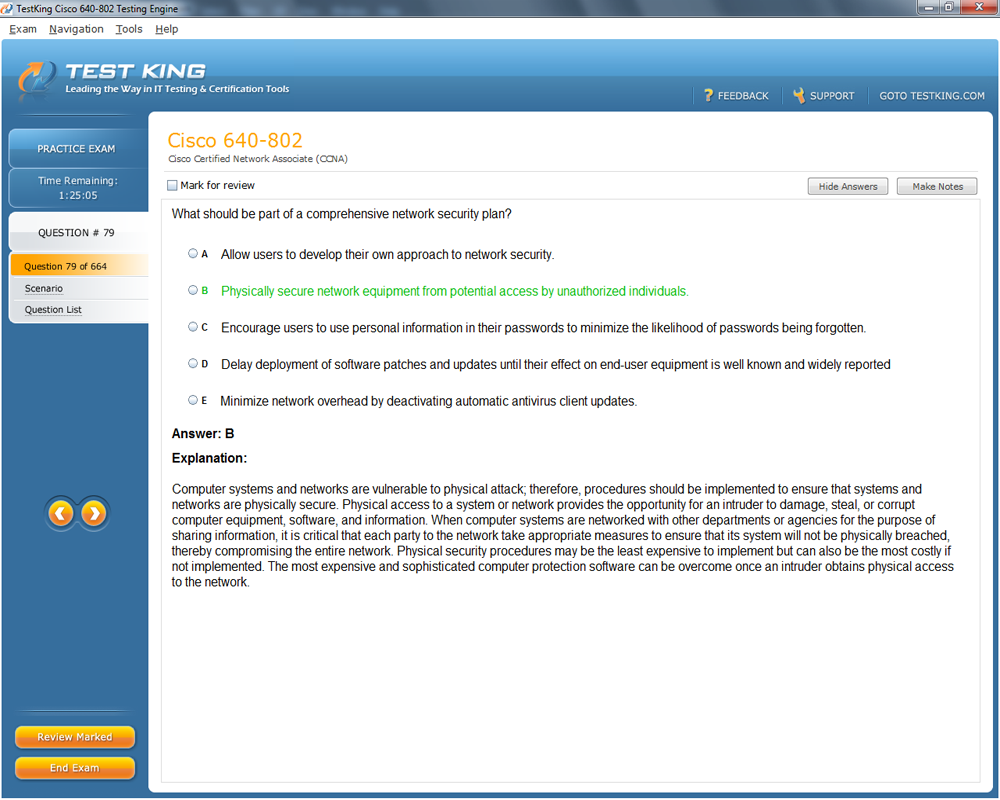 TestKing Cisco 640-802 Testing Engine
Exam Navigation Tools Help
TEST KING
Leading the Way in IT Testing & Certification Tools
? FEEDBACK SUPPORT GOTO TESTKING.COM
PRACTICE EXAM
Time Remaining:
1:25:05
QUESTION # 79
Question 79 of 664
Scenario
Question List
Cisco 640-802
Cisco Certified Network Associate (CCNA)
Mark for review
Hide Answers Make Notes
What should be part of a comprehensive network security plan?
A Allow users to develop their own approach to network security.
B Physically secure network equipment from potential access by unauthorized individuals.
C Encourage users to use personal information in their passwords to minimize the likelihood of passwords being forgotten.
D Delay deployment of software patches and updates until their effect on end-user equipment is well known and widely reported
E Minimize network overhead by deactivating automatic antivirus client updates.
Answer: B
Explanation:
Computer systems and networks are vulnerable to physical attack; therefore, procedures should be implemented to ensure that systems and
networks are physically secure. Physical access to a system or network provides the opportunity for an intruder to damage, steal, or corrupt
computer equipment, software, and information. When computer systems are networked with other departments or agencies for the purpose of
sharing information, it is critical that each party to the network take appropriate measures to ensure that its system will not be physically breached,
thereby compromising the entire network. Physical security procedures may be the least expensive to implement but can also be the most costly if
not implemented. The most expensive and sophisticated computer protection software can be overcome once an intruder obtains physical access
to the network.
Review Marked
End Exam